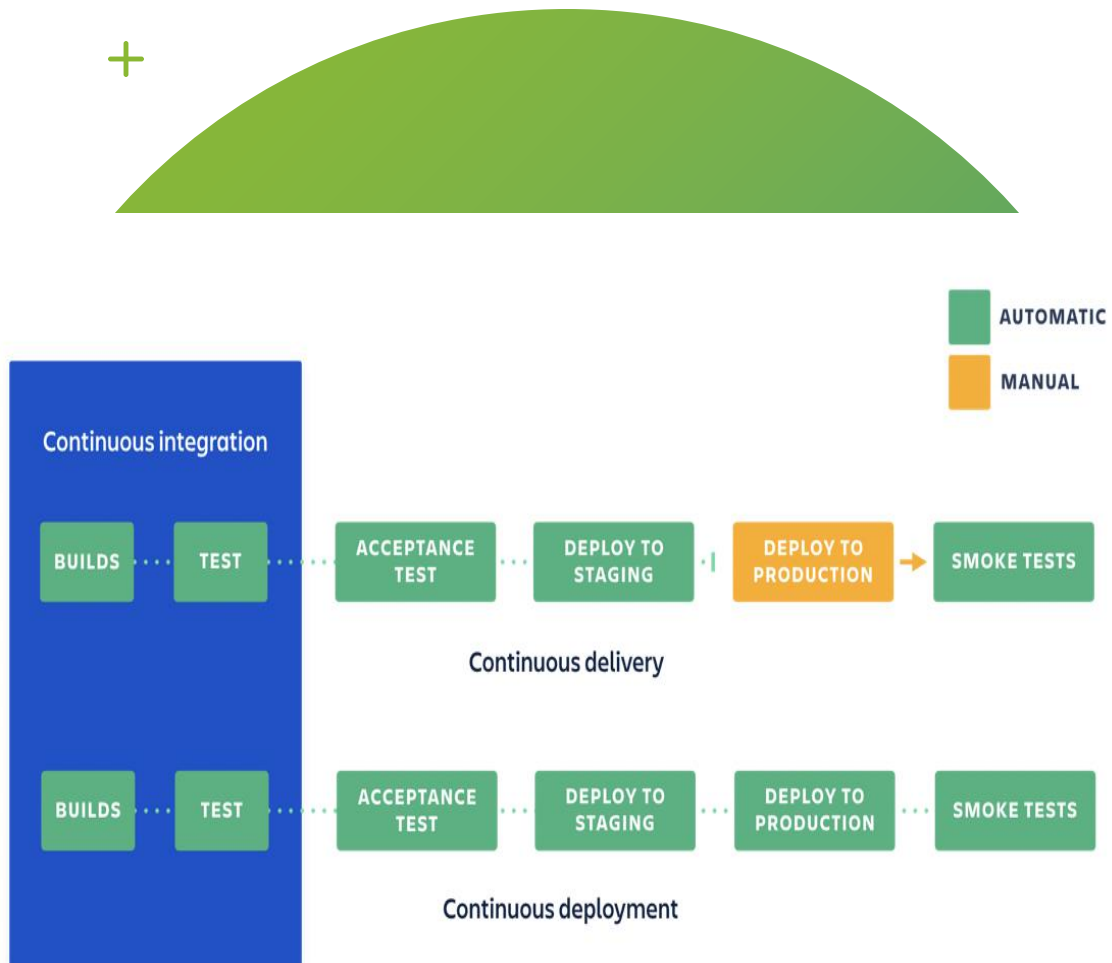 AUTOMATIC
MANUAL
Continuous integration
BUILDS
TEST
ACCEPTANCE
TEST
DEPLOY TO
STAGING
DEPLOY TO
PRODUCTION
SMOKE TESTS
Continuous delivery
BUILDS
TEST
ACCEPTANCE
TEST
DEPLOY TO
STAGING
DEPLOY TO
PRODUCTION
SMOKE TESTS
Continuous deployment